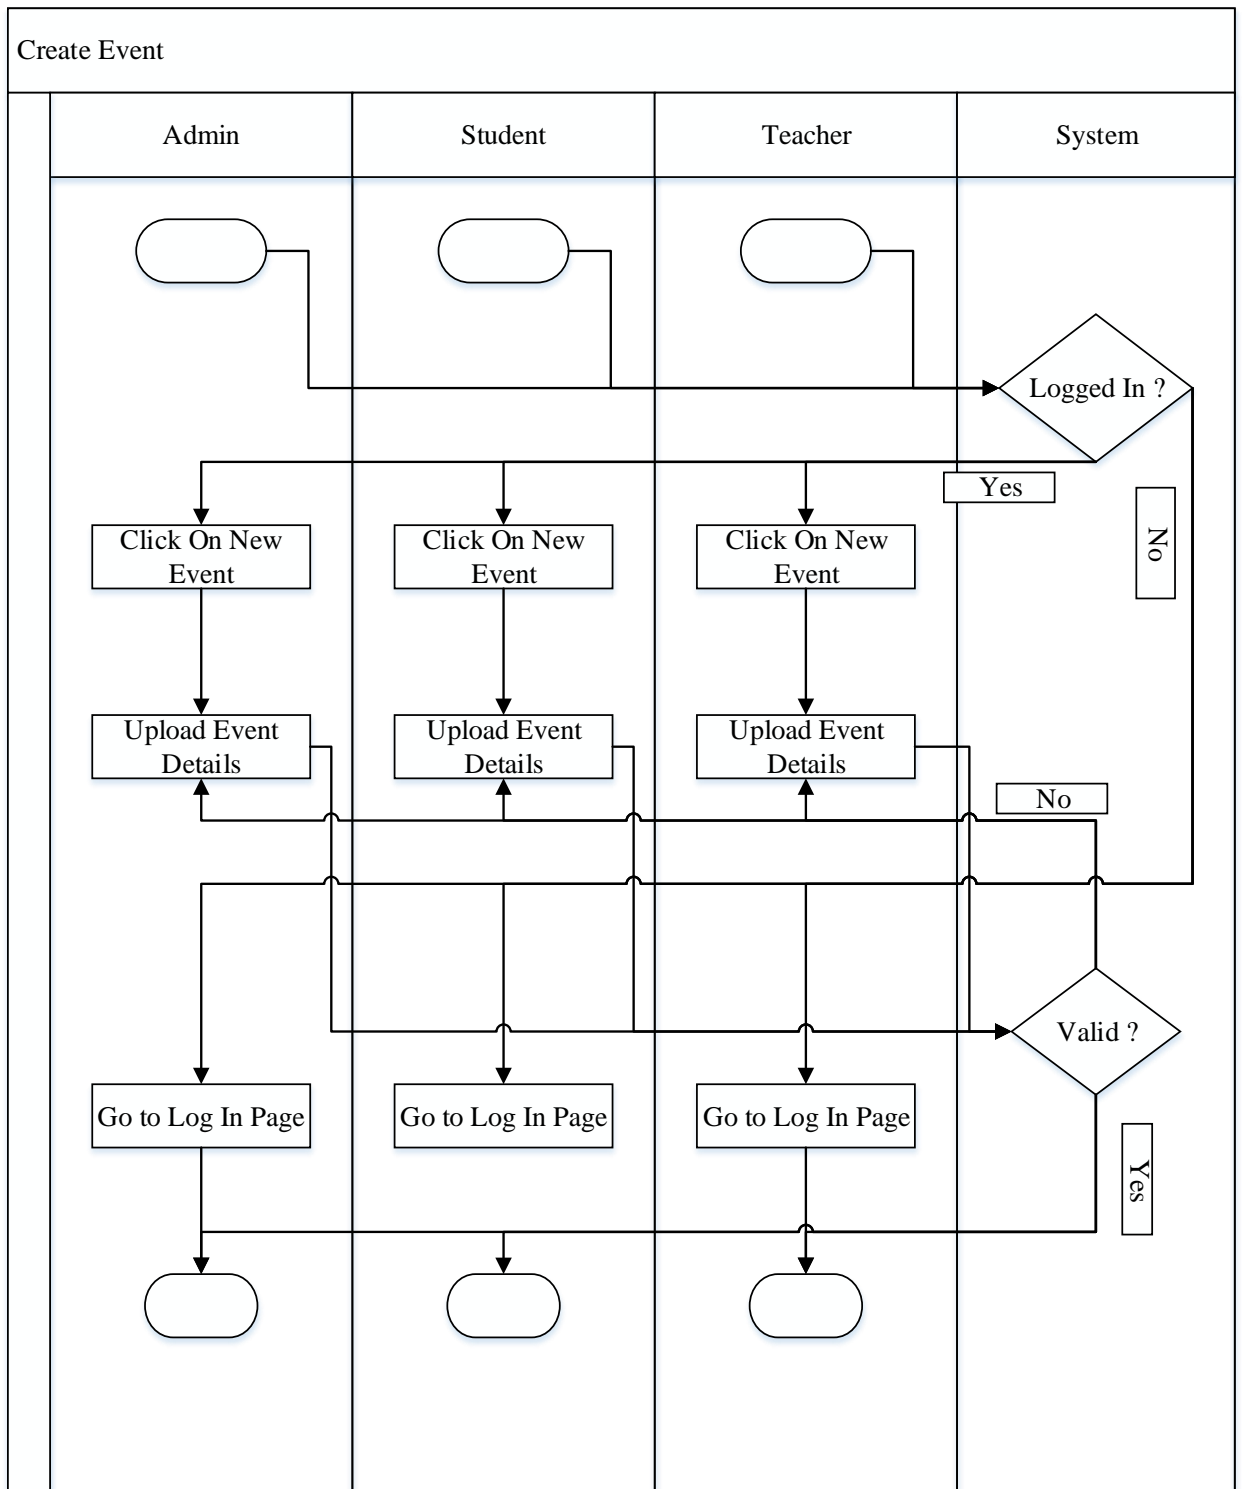 Create Event
Admin
Student
Teacher
System
Logged In ?
Yes
No
Click On New
Event
Click On New
Event
Click On New
Event
Upload Event
Details
Upload Event
Details
Upload Event
Details
No
Valid ?
Go to Log In Page
Go to Log In Page
Go to Log In Page
Yes